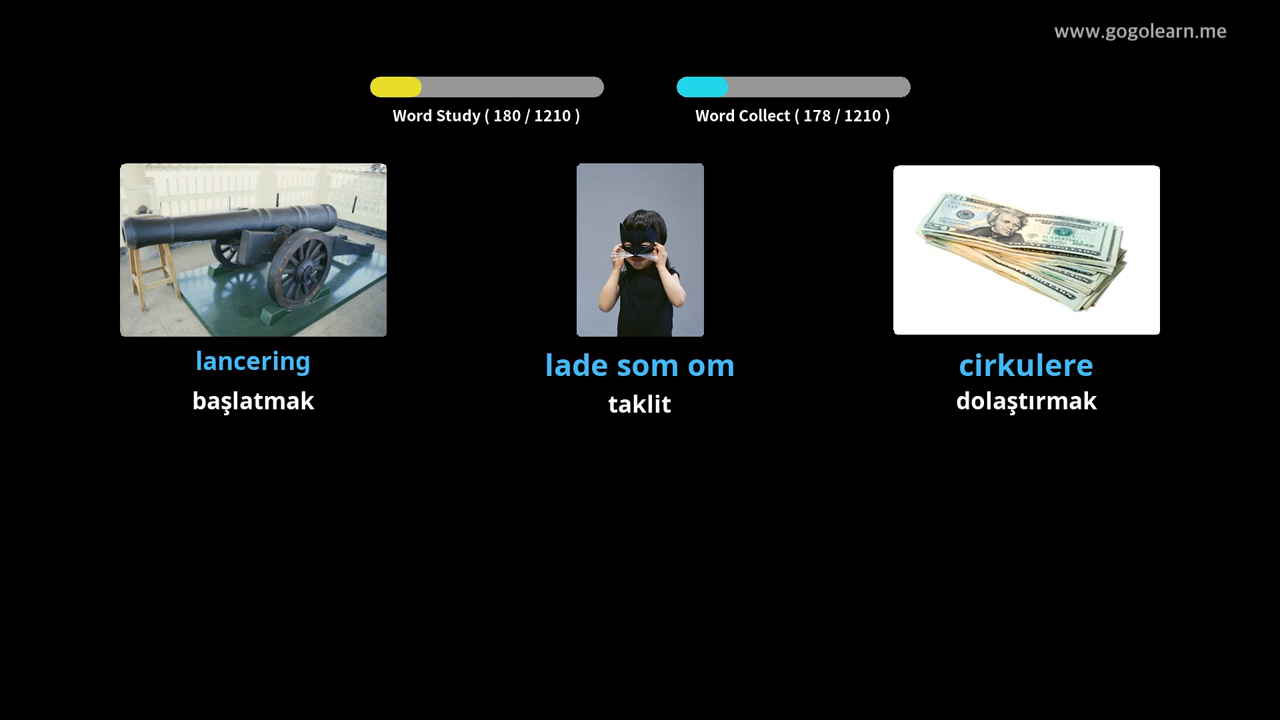 www.gogolearn.me
Word Study ( 180 / 1210 )
Word Collect ( 178 / 1210 )
lancering
başlatmak
lade som om
taklit
cirkulere
dolaştırmak